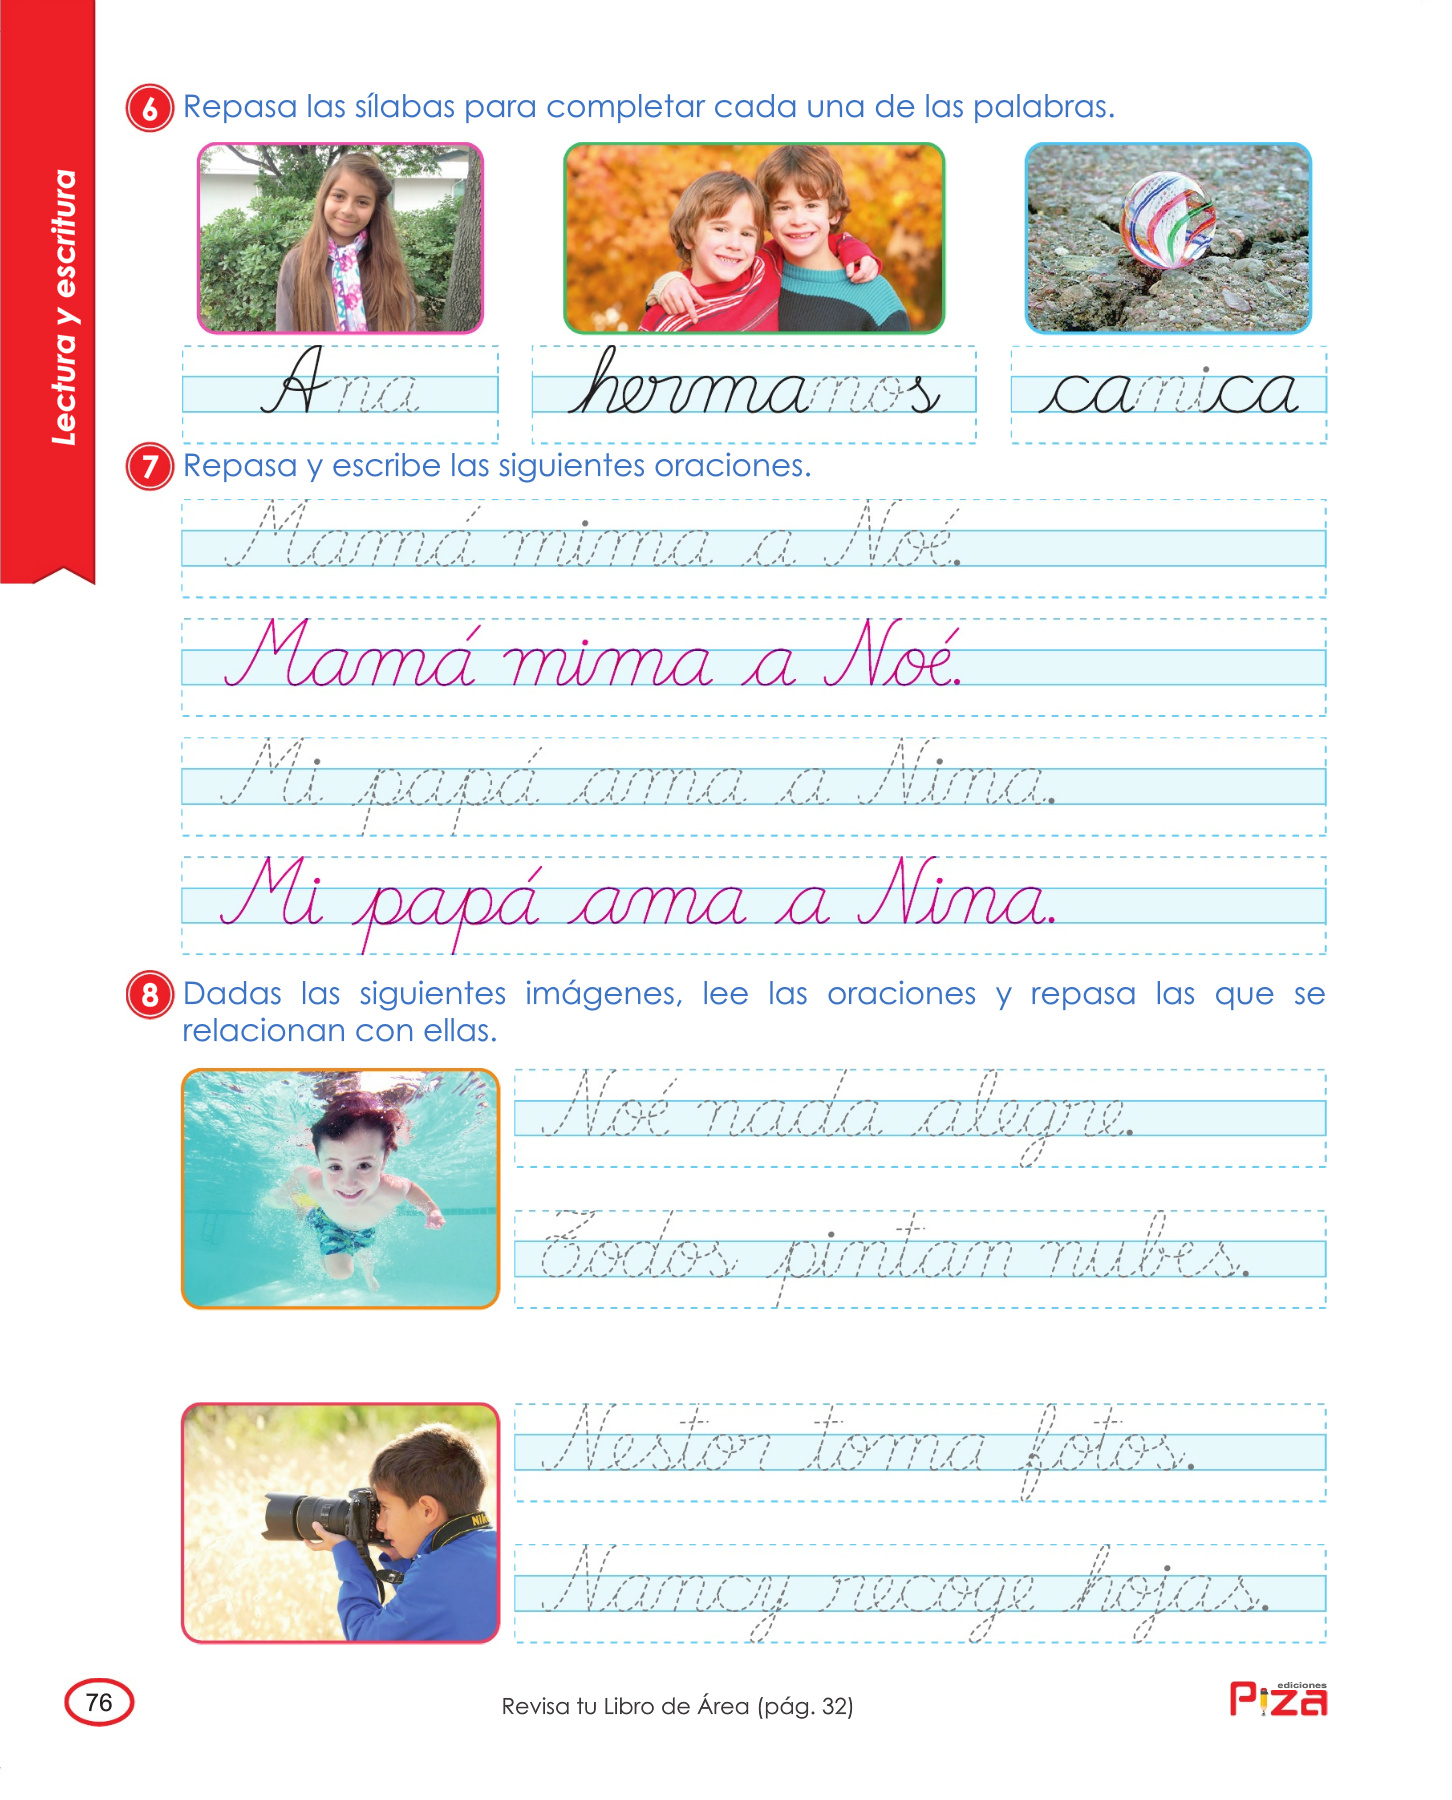 Lectura y escritura
6 Repasa las sílabas para completar cada una de las palabras.
Ana hermanos canica
7 Repasa y escribe las siguientes oraciones.
Mamá mima a Noé.
Mamá mima a Noé.
Mi papá ama a Nina.
Mi papá ama a Nina.
8 Dadas las siguientes imágenes, lee las oraciones y repasa las que se
relacionan con ellas.
Noé nada alegre.
Todos pintan nubes.
Nestor toma fotos.
Nancy recoge hojas.
76
Revisa tu Libro de Área (pág. 32)
ediciones
Piza